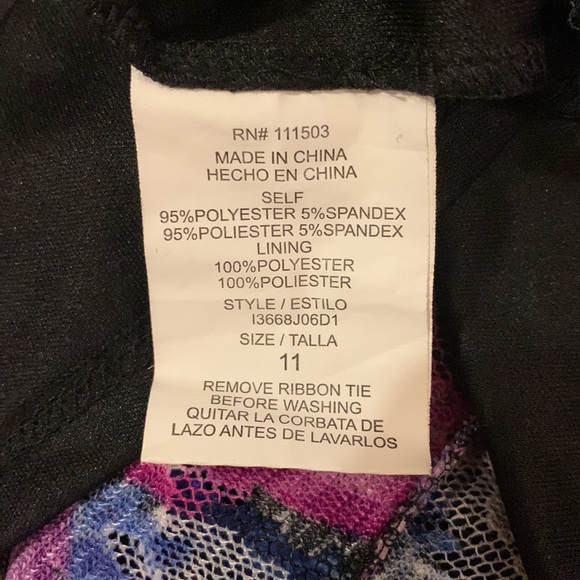 RN# 111503
MADE IN CHINA
HECHO EN CHINA
SELF
95%POLYESTER 5%SPANDEX
95%POLIESTER 5%SPANDEX
LINING
100%POLYESTER
100%POLIESTER
STYLE / ESTILO
I3668J06D1
SIZE / TALLA
11
REMOVE RIBBON TIE
BEFORE WASHING
QUITAR LA CORBATA DE
LAZO ANTES DE LAVARLOS